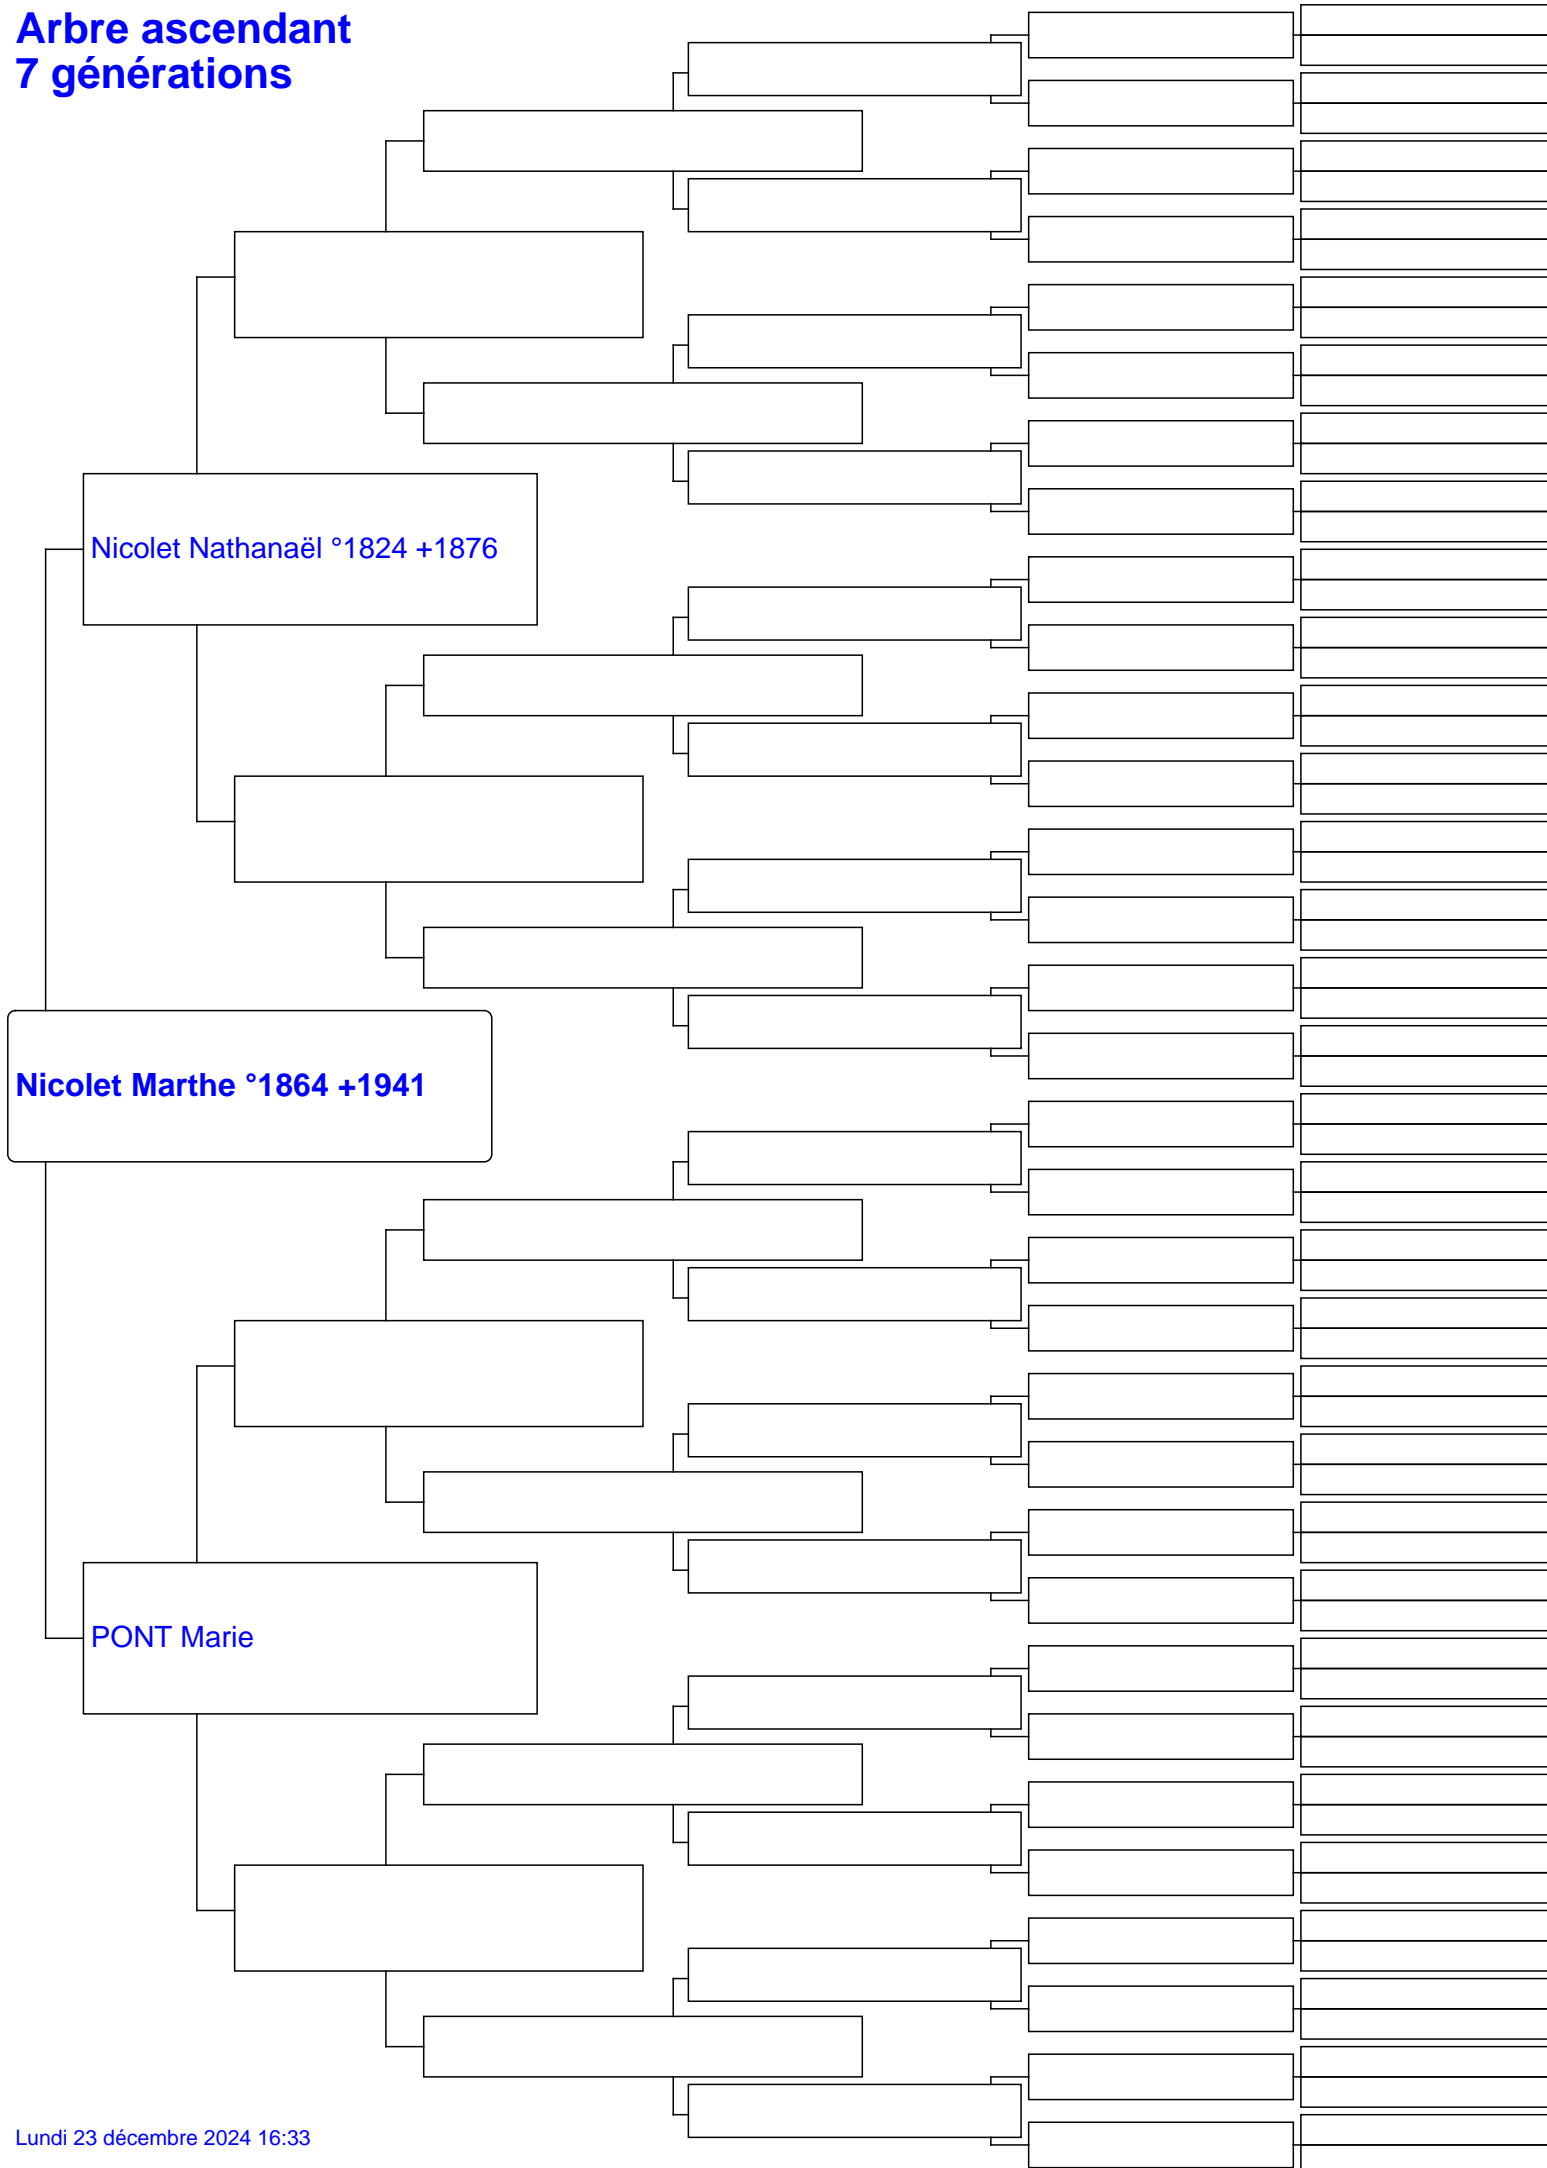 Arbre ascendant
7 générations
Nicolet Nathanaël °1824 +1876
Nicolet Marthe °1864 +1941
PONT Marie
Lundi 23 décembre 2024 16:33